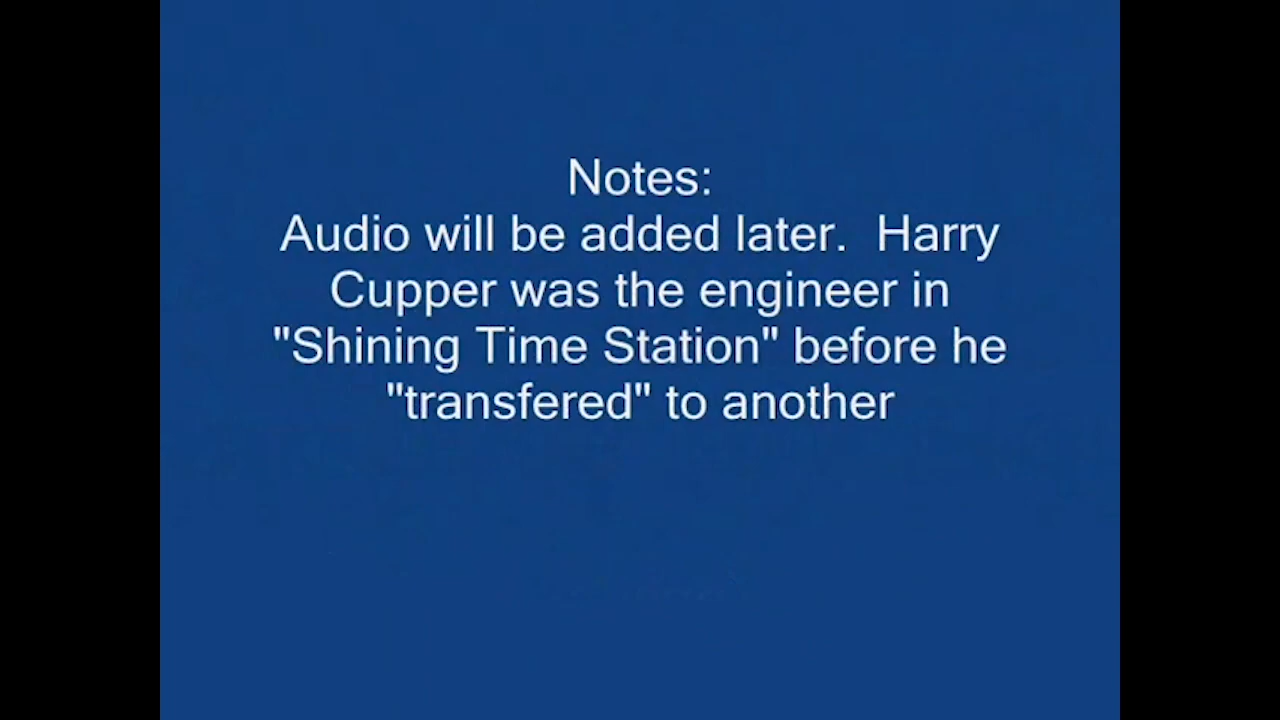 Notes:
Audio will be added later.  Harry
Cupper was the engineer in
"Shining Time Station" before he
"transfered" to another